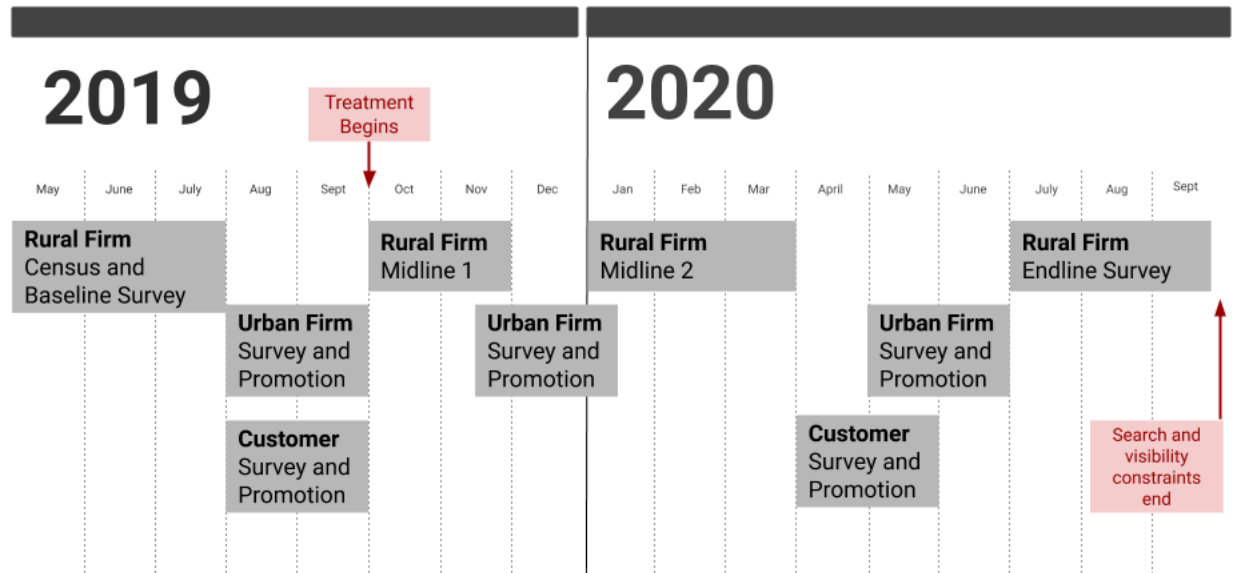 2019
2020
Treatment
Begins
May
June
July
Aug
Sept
Oct
Nov
Dec
Jan
Feb
Mar
April
May
June
July
Aug
Sept
Rural Firm
Census and
Baseline Survey
Rural Firm
Midline 1
Rural Firm
Midline 2
Rural Firm
Endline Survey
Urban Firm
Survey and
Promotion
Urban Firm
Survey and
Promotion
Urban Firm
Survey and
Promotion
Customer
Survey and
Promotion
Customer
Survey and
Promotion
Search and
visibility
constraints
end